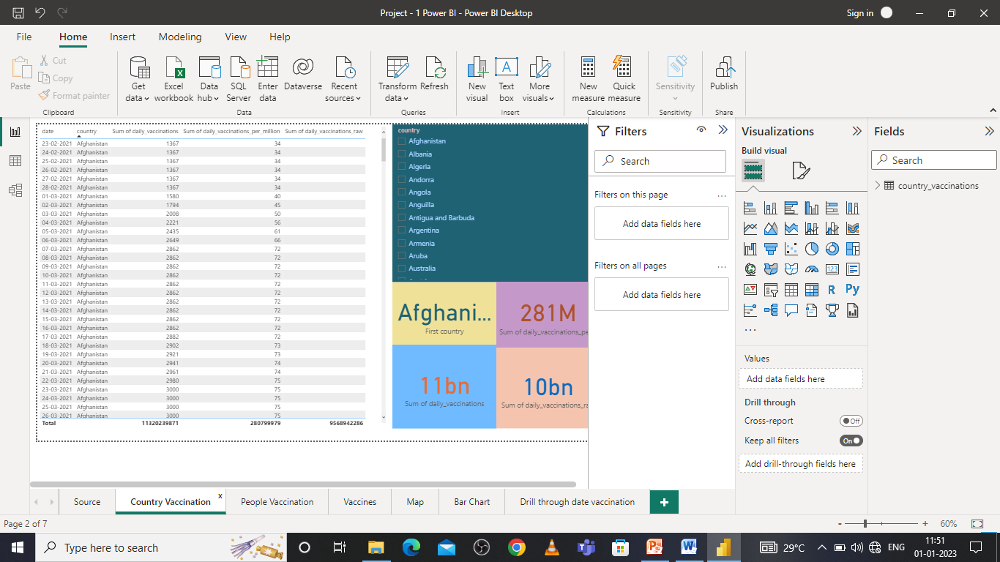 Project - 1 Power BI - Power BI Desktop
Sign in
File Home Insert Modeling View Help
Paste
Cut
Copy
Format painter
Clipboard
Get data
Excel workbook
Data hub
SQL Server
Enter data
Dataverse
Recent sources
Data
Transform data
Refresh
Queries
New visual
Text box
More visuals
Insert
New measure
Quick measure
Calculations
Sensitivity
Sensitivity
Publish
Share
date country Sum of daily_vaccinations Sum of daily_vaccinations_per_million Sum of daily_vaccinations_raw
23-02-2021 Afghanistan 1367 34
24-02-2021 Afghanistan 1367 34
25-02-2021 Afghanistan 1367 34
26-02-2021 Afghanistan 1367 34
27-02-2021 Afghanistan 1367 34
28-02-2021 Afghanistan 1367 34
01-03-2021 Afghanistan 1580 40
02-03-2021 Afghanistan 1794 45
03-03-2021 Afghanistan 2008 50
04-03-2021 Afghanistan 2221 56
05-03-2021 Afghanistan 2435 61
06-03-2021 Afghanistan 2649 66
07-03-2021 Afghanistan 2862 72
08-03-2021 Afghanistan 2862 72
09-03-2021 Afghanistan 2862 72
10-03-2021 Afghanistan 2862 72
11-03-2021 Afghanistan 2862 72
12-03-2021 Afghanistan 2862 72
13-03-2021 Afghanistan 2862 72
14-03-2021 Afghanistan 2862 72
15-03-2021 Afghanistan 2862 72
16-03-2021 Afghanistan 2862 72
17-03-2021 Afghanistan 2882 72
18-03-2021 Afghanistan 2902 73
19-03-2021 Afghanistan 2921 73
20-03-2021 Afghanistan 2941 74
21-03-2021 Afghanistan 2961 74
22-03-2021 Afghanistan 2980 75
23-03-2021 Afghanistan 3000 75
24-03-2021 Afghanistan 3000 75
25-03-2021 Afghanistan 3000 75
26-03-2021 Afghanistan 3000 75
Total 11320239871 280799979 9568942286
country
Afghanistan
Albania
Algeria
Andorra
Angola
Anguilla
Antigua and Barbuda
Argentina
Armenia
Aruba
Australia
Afghani...
First country
281M
Sum of daily_vaccinations_pe
11bn
Sum of daily_vaccinations
10bn
Sum of daily_vaccinations_ra
Filters
Search
Filters on this page ...
Add data fields here
Filters on all pages ...
Add data fields here
Visualizations
Build visual
123
R Py
...
Values
Add data fields here
Drill through
Cross-report Off
Keep all filters On
Add drill-through fields here
Fields
Search
country_vaccinations
Source Country Vaccination x People Vaccination Vaccines Map Bar Chart Drill through date vaccination +
Page 2 of 7
- + 60%
Type here to search
29°C
ENG
11:51
01-01-2023